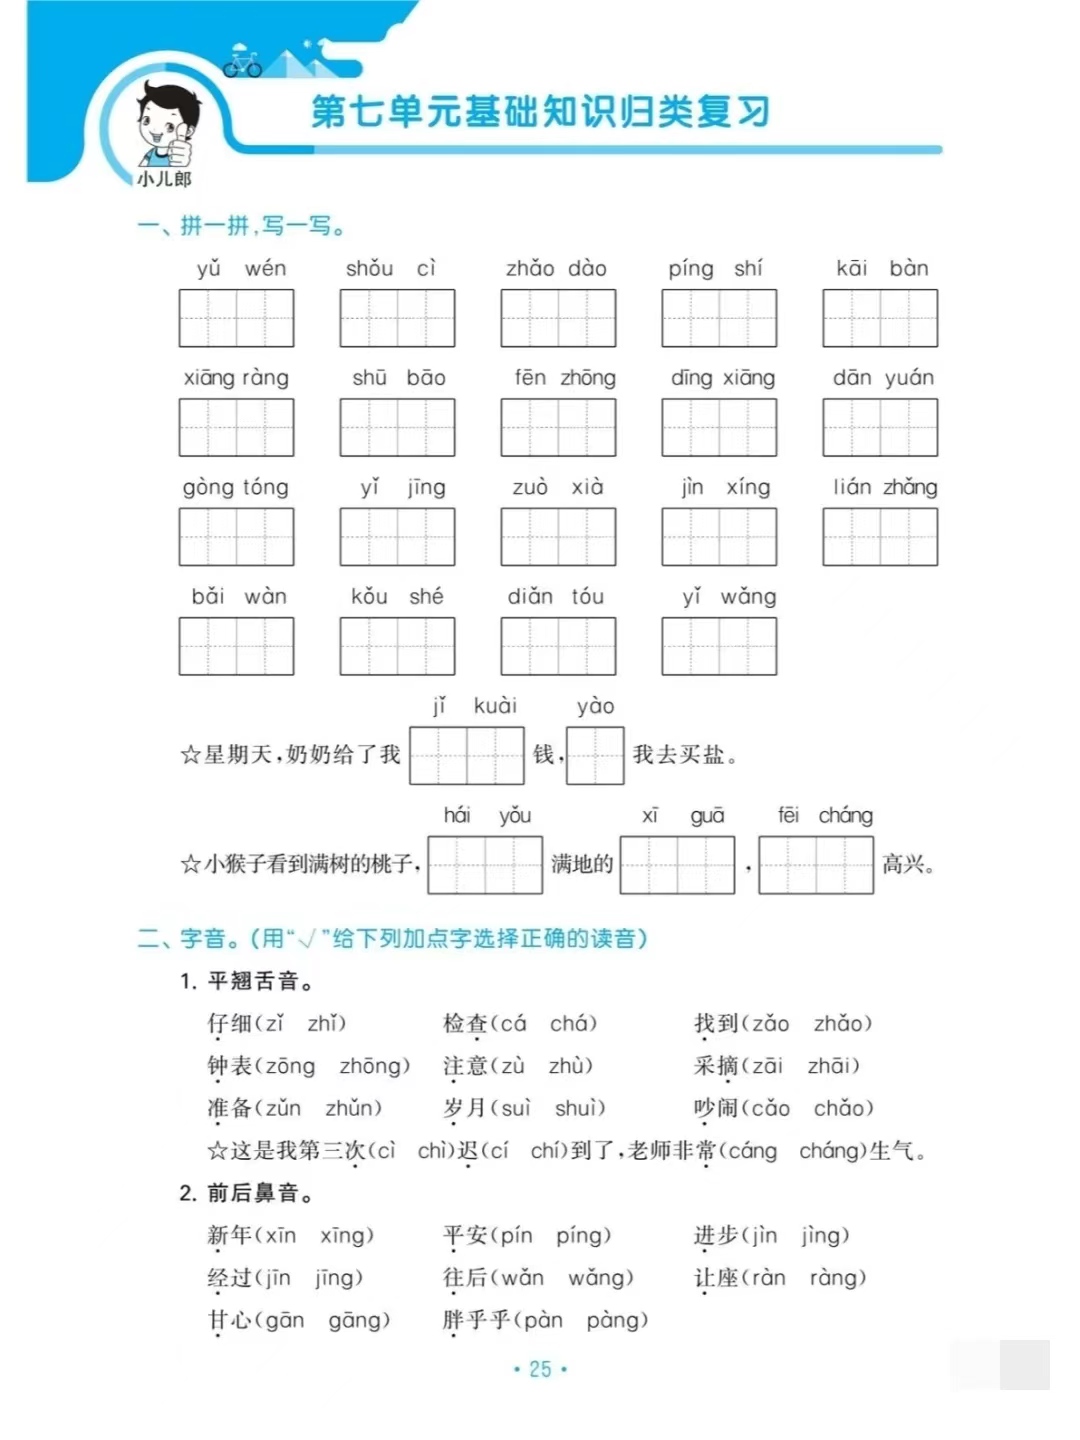 第七单元基础知识归类复习
小儿郎
一、拼一拼,写一写。
yǔ wén shǒu cì zhǎo dào píng shí kāi bàn
xiāng ràng shū bāo fēn zhōng dīng xiāng dān yuán
gòng tóng yǐ jīng zuò xià jìn xíng lián zhǎng
bǎi wàn kǒu shé diǎn tóu yǐ wǎng
jǐ kuài yào
☆星期天,奶奶给了我 钱, 我去买盐。
hái yǒu xī guā fēi cháng
☆小猴子看到满树的桃子, 满地的 , 高兴。
二、字音。(用“√”给下列加点字选择正确的读音)
1. 平翘舌音。
仔细(zǐ zhǐ) 检查(cá chá) 找到(zǎo zhǎo)
钟表(zōng zhōng) 注意(zù zhù) 采摘(zāi zhāi)
准备(zǔn zhǔn) 岁月(suì shuì) 吵闹(cǎo chǎo)
☆这是我第三次(cì chì)迟(cí chí)到了,老师非常(cáng cháng)生气。
2. 前后鼻音。
新年(xīn xīng) 平安(pín píng) 进步(jìn jìng)
经过(jīn jīng) 往后(wǎn wǎng) 让座(ràn ràng)
甘心(gān gāng) 胖乎乎(pàn pàng)
· 25 ·